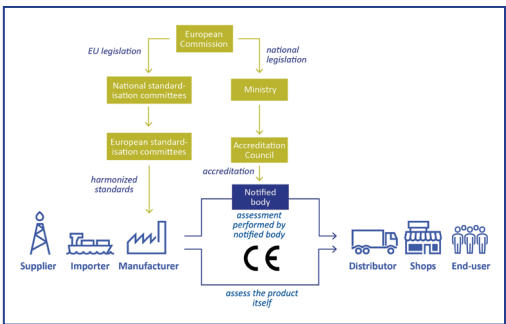 European
Commission
EU legislation
national
legislation
National standard-
isation committees
Ministry
European standard-
isation committees
Accreditation
Council
harmonized
standards
accreditation
Notified
body
assessment
performed by
notified body
CE
Supplier
Importer
Manufacturer
Distributor
Shops
End-user
assess the product
itself